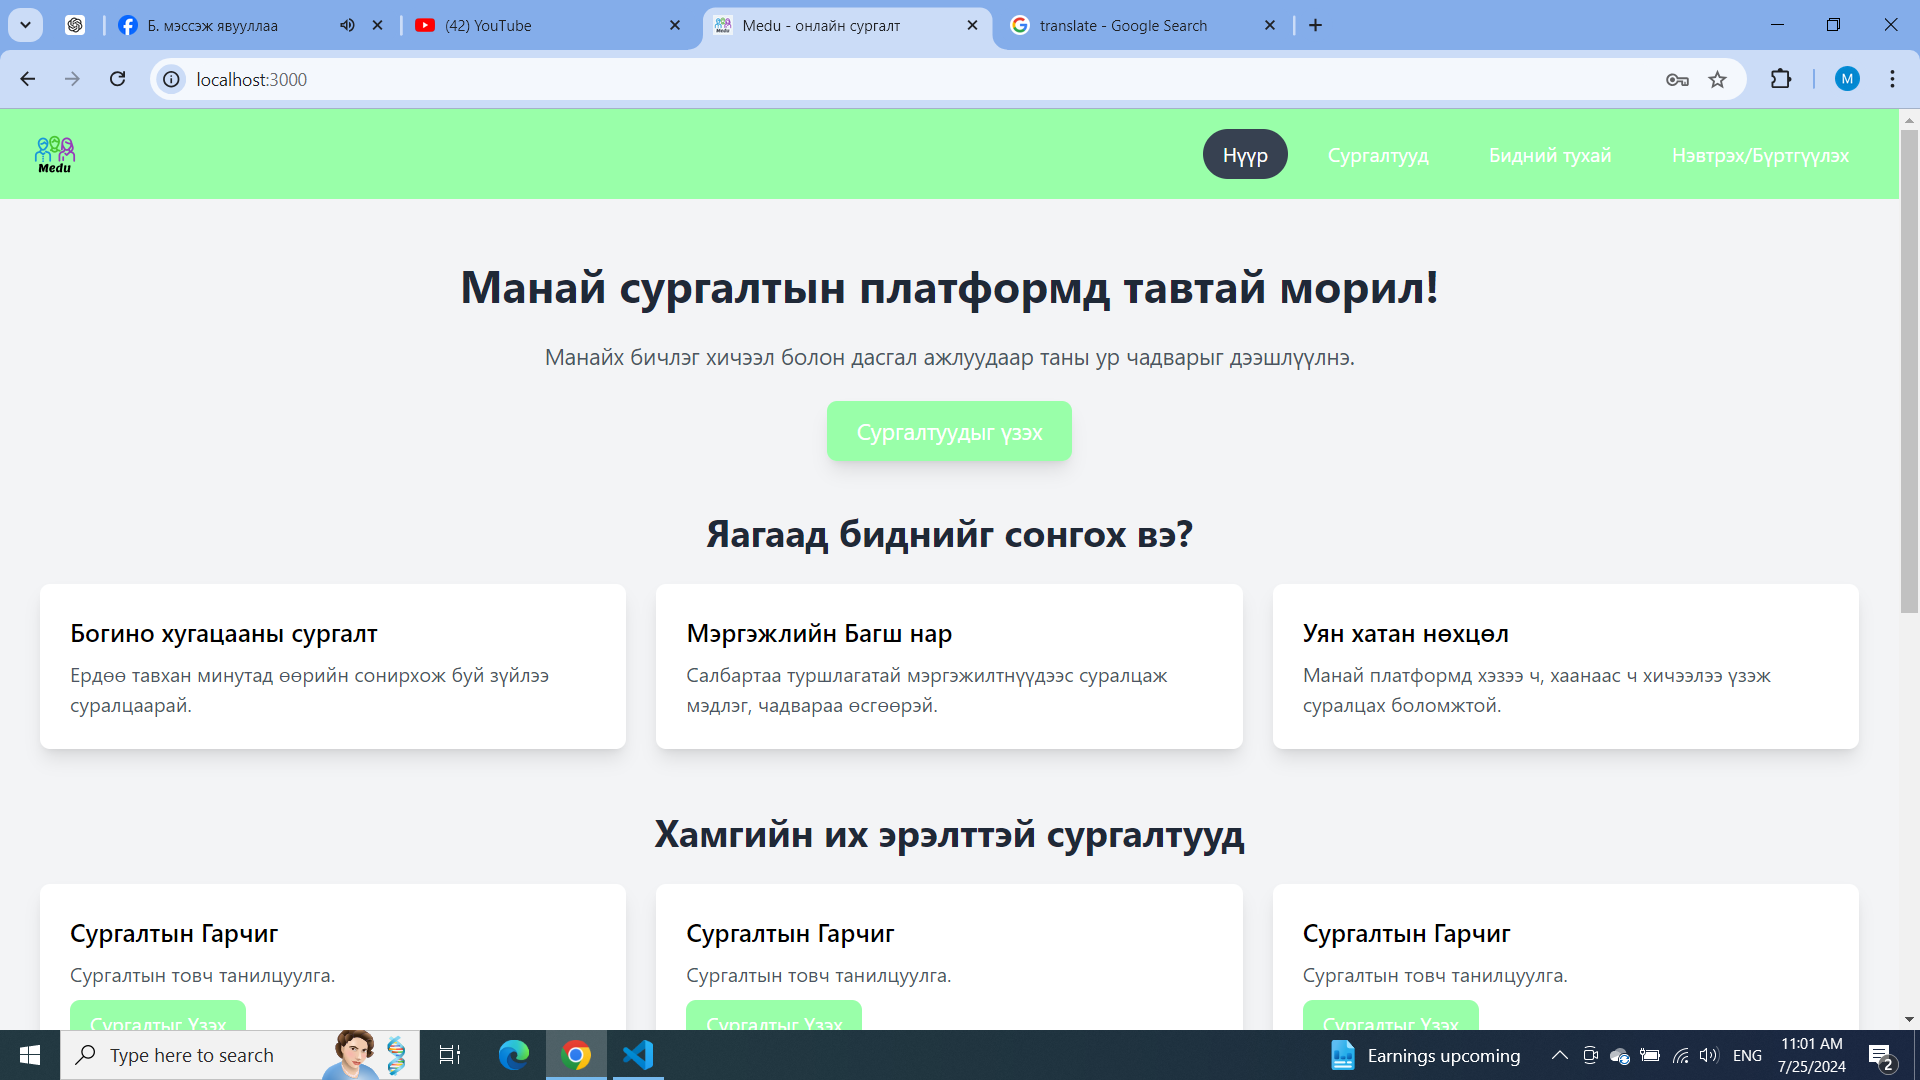 Б. мэссэж явууллаа
(42) YouTube
Medu - онлайн сургалт
translate - Google Search
localhost:3000
M
Medu
Нүүр
Сургалтууд
Бидний тухай
Нэвтрэх/Бүртгүүлэх
Манай сургалтын платформд тавтай морил!
Манайх бичлэг хичээл болон дасгал ажлуудаар таны ур чадварыг дээшлүүлнэ.
Сургалтуудыг үзэх
Яагаад биднийг сонгох вэ?
Богино хугацааны сургалт
Ердөө тавхан минутад өөрийн сонирхож буй зүйлээ
суралцаарай.
Мэргэжлийн Багш нар
Салбартаа туршлагатай мэргэжилтнүүдээс суралцаж
мэдлэг, чадвараа өсгөөрэй.
Уян хатан нөхцөл
Манай платформд хэзээ ч, хаанаас ч хичээлээ үзэж
суралцах боломжтой.
Хамгийн их эрэлттэй сургалтууд
Сургалтын Гарчиг
Сургалтын товч танилцуулга.
Сургалтыг Үзэх
Сургалтын Гарчиг
Сургалтын товч танилцуулга.
Сургалтыг Үзэх
Сургалтын Гарчиг
Сургалтын товч танилцуулга.
Сургалтыг Үзэх
Type here to search
Earnings upcoming
ENG
11:01 AM
7/25/2024
2